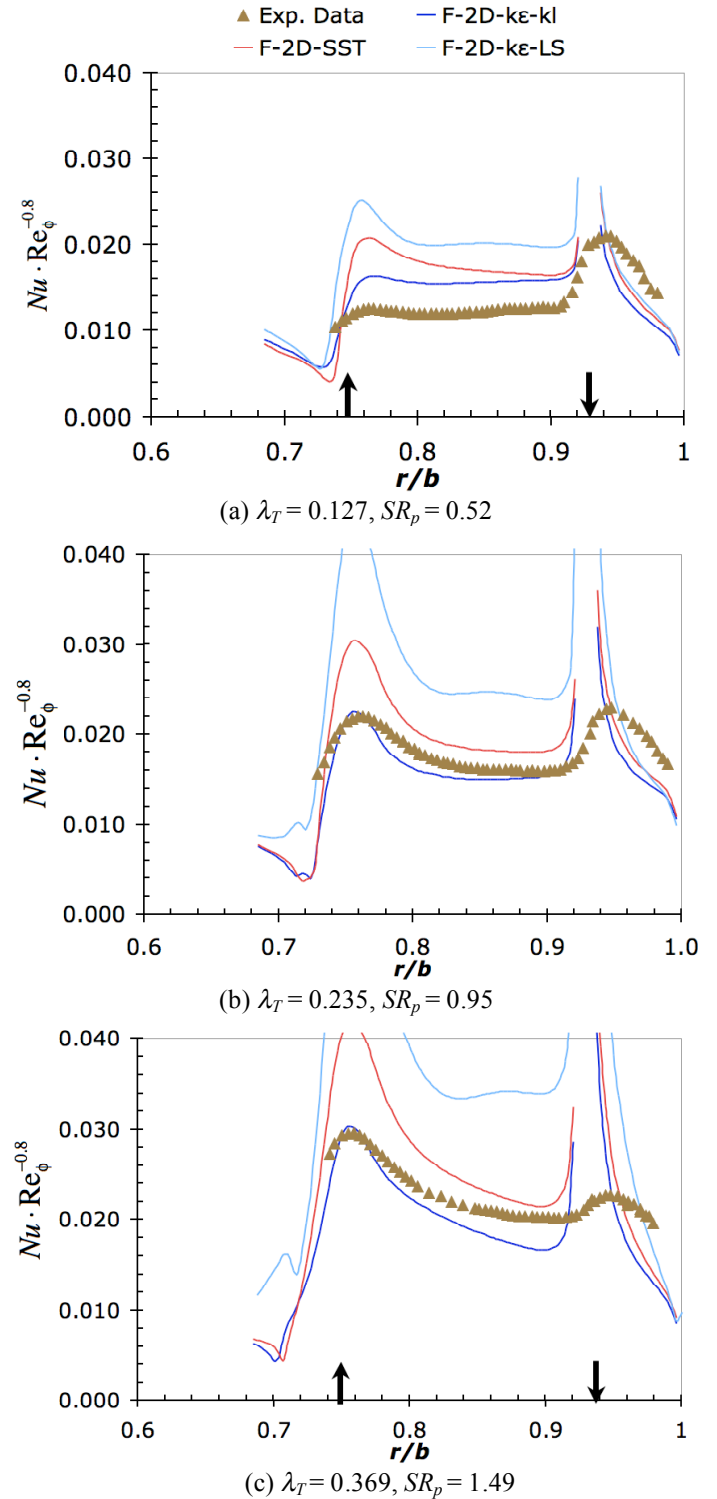 Exp. Data F-2D-kε-kl
F-2D-SST F-2D-kε-LS
0.040
0.030
0.020
0.010
0.000
Nu · Re_ϕ^−0.8
0.6 0.7 0.8 0.9 1
r/b
(a) λ_T = 0.127, SR_p = 0.52
0.040
0.030
0.020
0.010
0.000
Nu · Re_ϕ^−0.8
0.6 0.7 0.8 0.9 1.0
r/b
(b) λ_T = 0.235, SR_p = 0.95
0.040
0.030
0.020
0.010
0.000
Nu · Re_ϕ^−0.8
0.6 0.7 0.8 0.9 1
r/b
(c) λ_T = 0.369, SR_p = 1.49